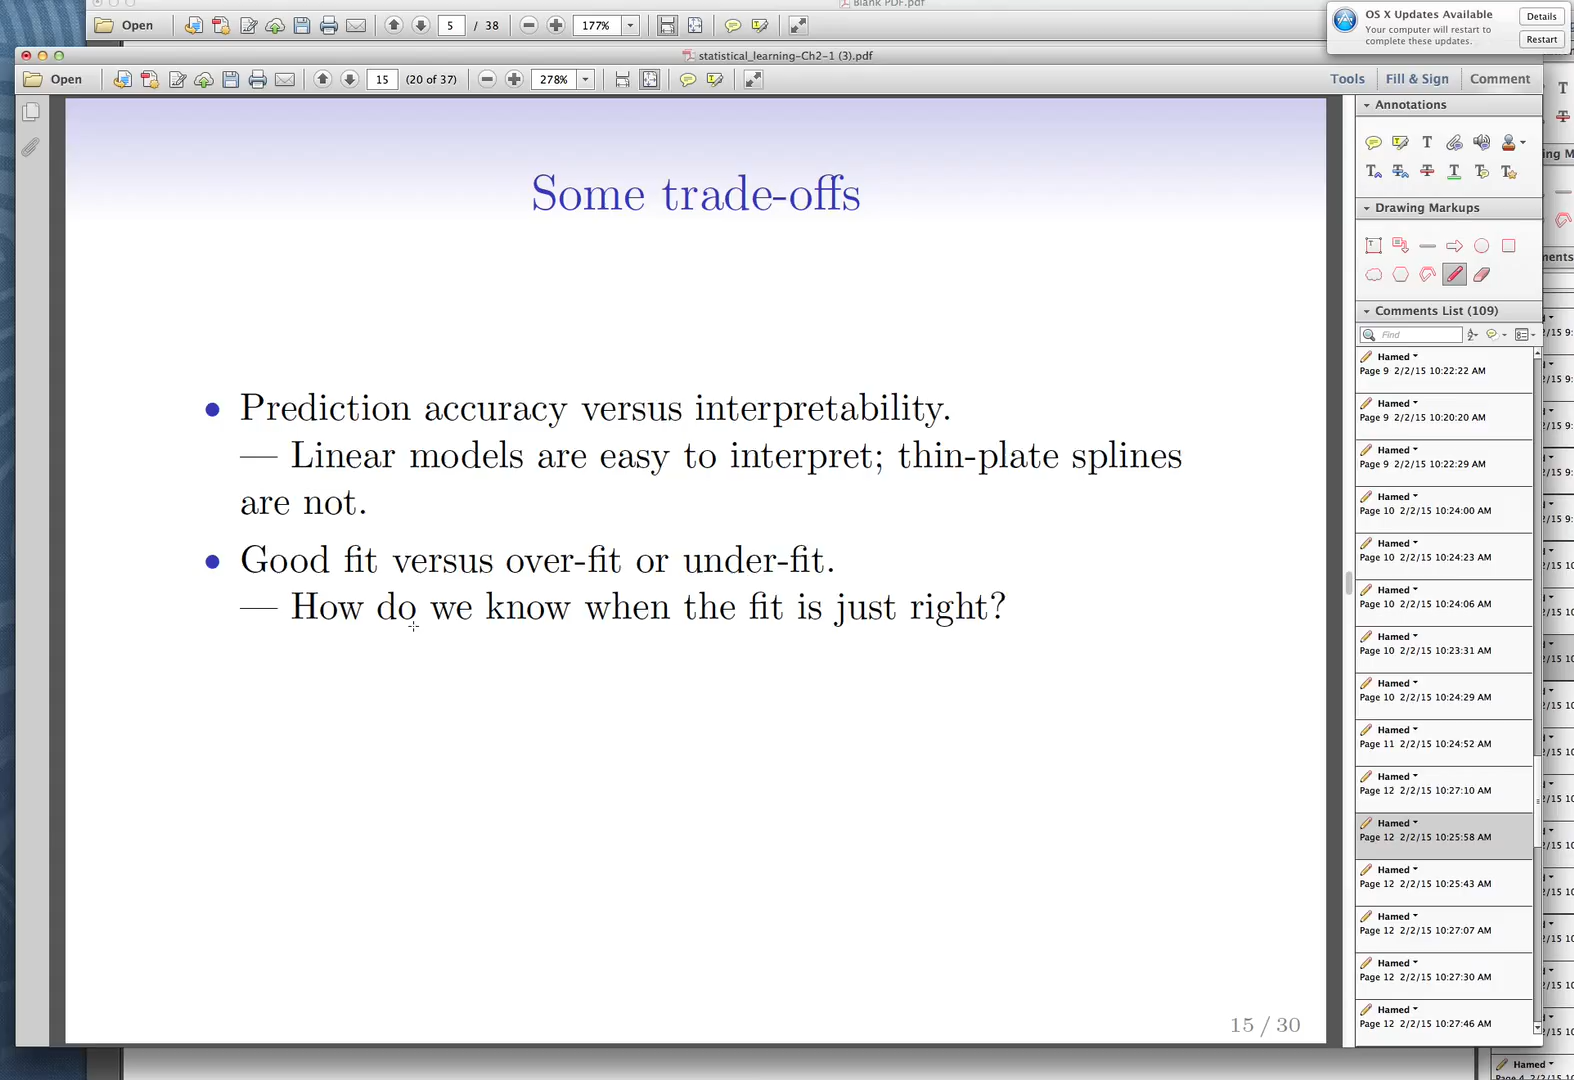 Blank PDF.pdf
Open
5 / 38
177%
OS X Updates Available
Your computer will restart to
complete these updates.
Details
Restart
statistical_learning-Ch2-1 (3).pdf
Open
15 (20 of 37)
278%
Tools Fill & Sign Comment
Annotations
Drawing Markups
Comments List (109)
Find
Hamed
Page 9 2/2/15 10:22:22 AM
Hamed
Page 9 2/2/15 10:20:20 AM
Hamed
Page 9 2/2/15 10:22:29 AM
Hamed
Page 10 2/2/15 10:24:00 AM
Hamed
Page 10 2/2/15 10:24:23 AM
Hamed
Page 10 2/2/15 10:24:06 AM
Hamed
Page 10 2/2/15 10:23:31 AM
Hamed
Page 10 2/2/15 10:24:29 AM
Hamed
Page 11 2/2/15 10:24:52 AM
Hamed
Page 12 2/2/15 10:27:10 AM
Hamed
Page 12 2/2/15 10:25:58 AM
Hamed
Page 12 2/2/15 10:25:43 AM
Hamed
Page 12 2/2/15 10:27:07 AM
Hamed
Page 12 2/2/15 10:27:30 AM
Hamed
Page 12 2/2/15 10:27:46 AM
Hamed
Some trade-offs
• Prediction accuracy versus interpretability.
— Linear models are easy to interpret; thin-plate splines
are not.
• Good fit versus over-fit or under-fit.
— How do we know when the fit is just right?
15 / 30